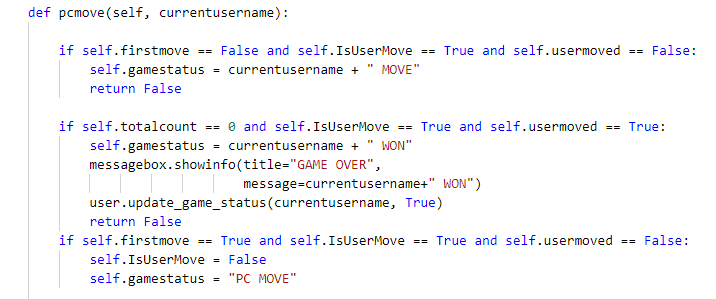 def pcmove(self, currentusername):
if self.firstmove == False and self.IsUserMove == True and self.usermoved == False:
self.gamestatus = currentusername + " MOVE"
return False
if self.totalcount == 0 and self.IsUserMove == True and self.usermoved == True:
self.gamestatus = currentusername + " WON"
messagebox.showinfo(title="GAME OVER",
message=currentusername+" WON")
user.update_game_status(currentusername, True)
return False
if self.firstmove == True and self.IsUserMove == True and self.usermoved == False:
self.IsUserMove = False
self.gamestatus = "PC MOVE"